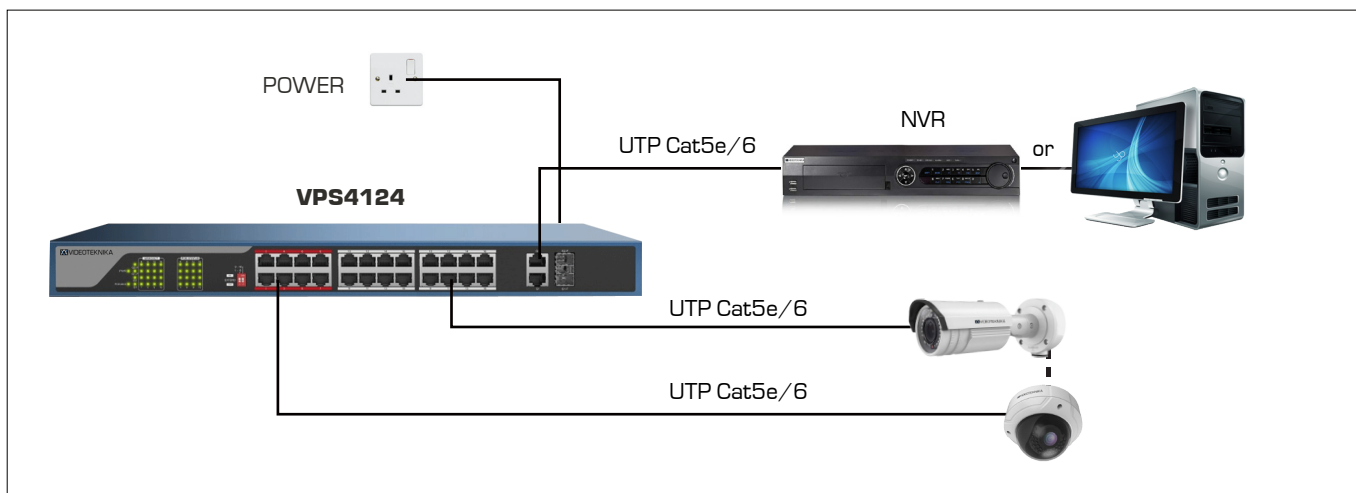 POWER
NVR
UTP Cat5e/6
or
VPS4124
VIDEOTEKNIKA
UTP Cat5e/6
UTP Cat5e/6